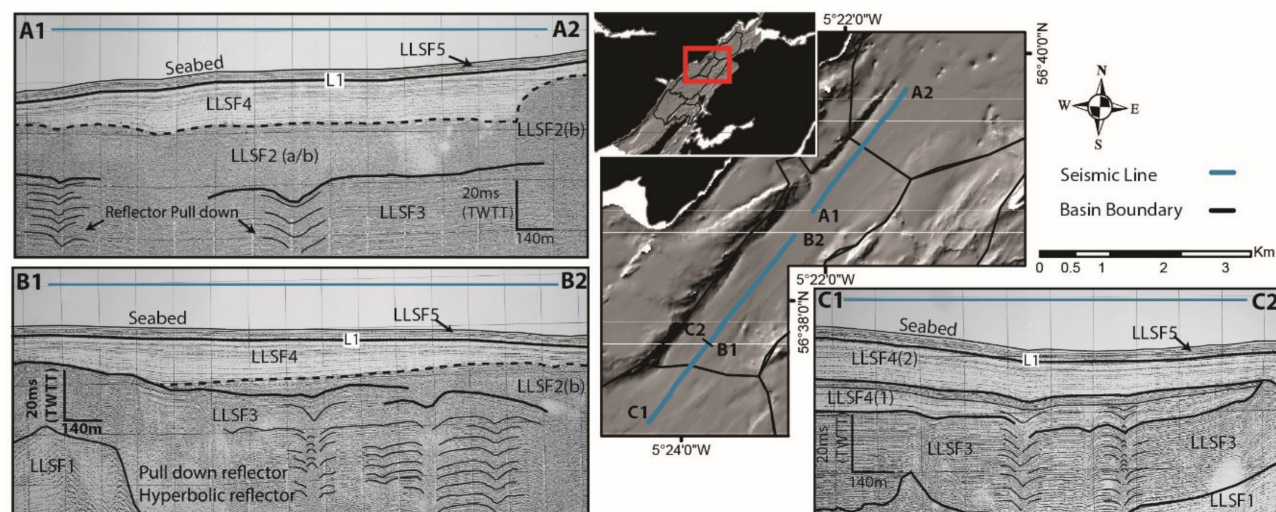 A1
A2
Seabed
LLSF5
L1
LLSF4
LLSF2(b)
LLSF2 (a/b)
Reflector Pull down
LLSF3
20ms
(TWTT)
140m
B1
B2
Seabed
LLSF5
L1
LLSF4
20ms
(TWTT)
140m
LLSF3
LLSF2(b)
LLSF1
Pull down reflector
Hyperbolic reflector
5°22'0"W
56°40'0"N
A2
A1
B2
C2
B1
C1
5°22'0"W
56°38'0"N
5°24'0"W
N
W
E
S
Seismic Line
Basin Boundary
Km
0 0.5 1 2 3
C1
C2
Seabed
LLSF5
L1
LLSF4(2)
LLSF4(1)
20ms
(TWTT)
140m
LLSF3
LLSF3
LLSF1